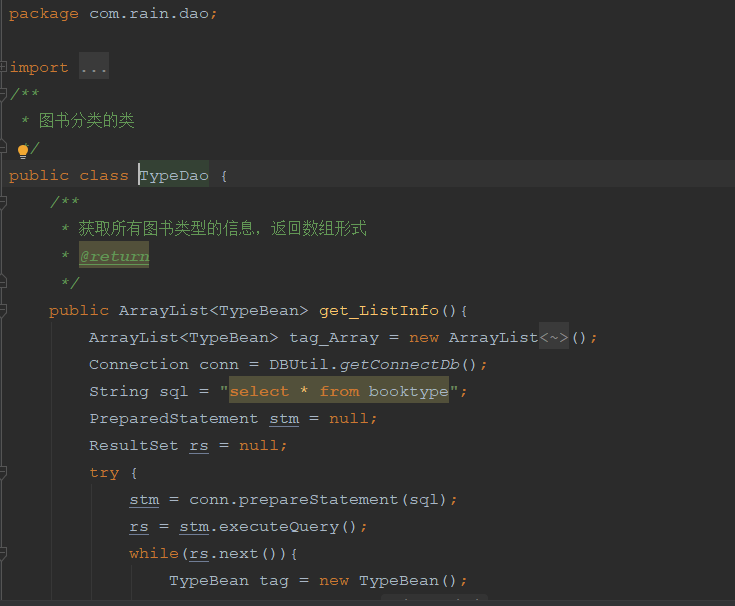 package com.rain.dao;
import ...
/**
* 图书分类的类
*/
public class TypeDao {
/**
* 获取所有图书类型的信息，返回数组形式
* @return
*/
public ArrayList<TypeBean> get_ListInfo(){
ArrayList<TypeBean> tag_Array = new ArrayList<~>();
Connection conn = DBUtil.getConnectDb();
String sql = "select * from booktype";
PreparedStatement stm = null;
ResultSet rs = null;
try {
stm = conn.prepareStatement(sql);
rs = stm.executeQuery();
while(rs.next()){
TypeBean tag = new TypeBean();